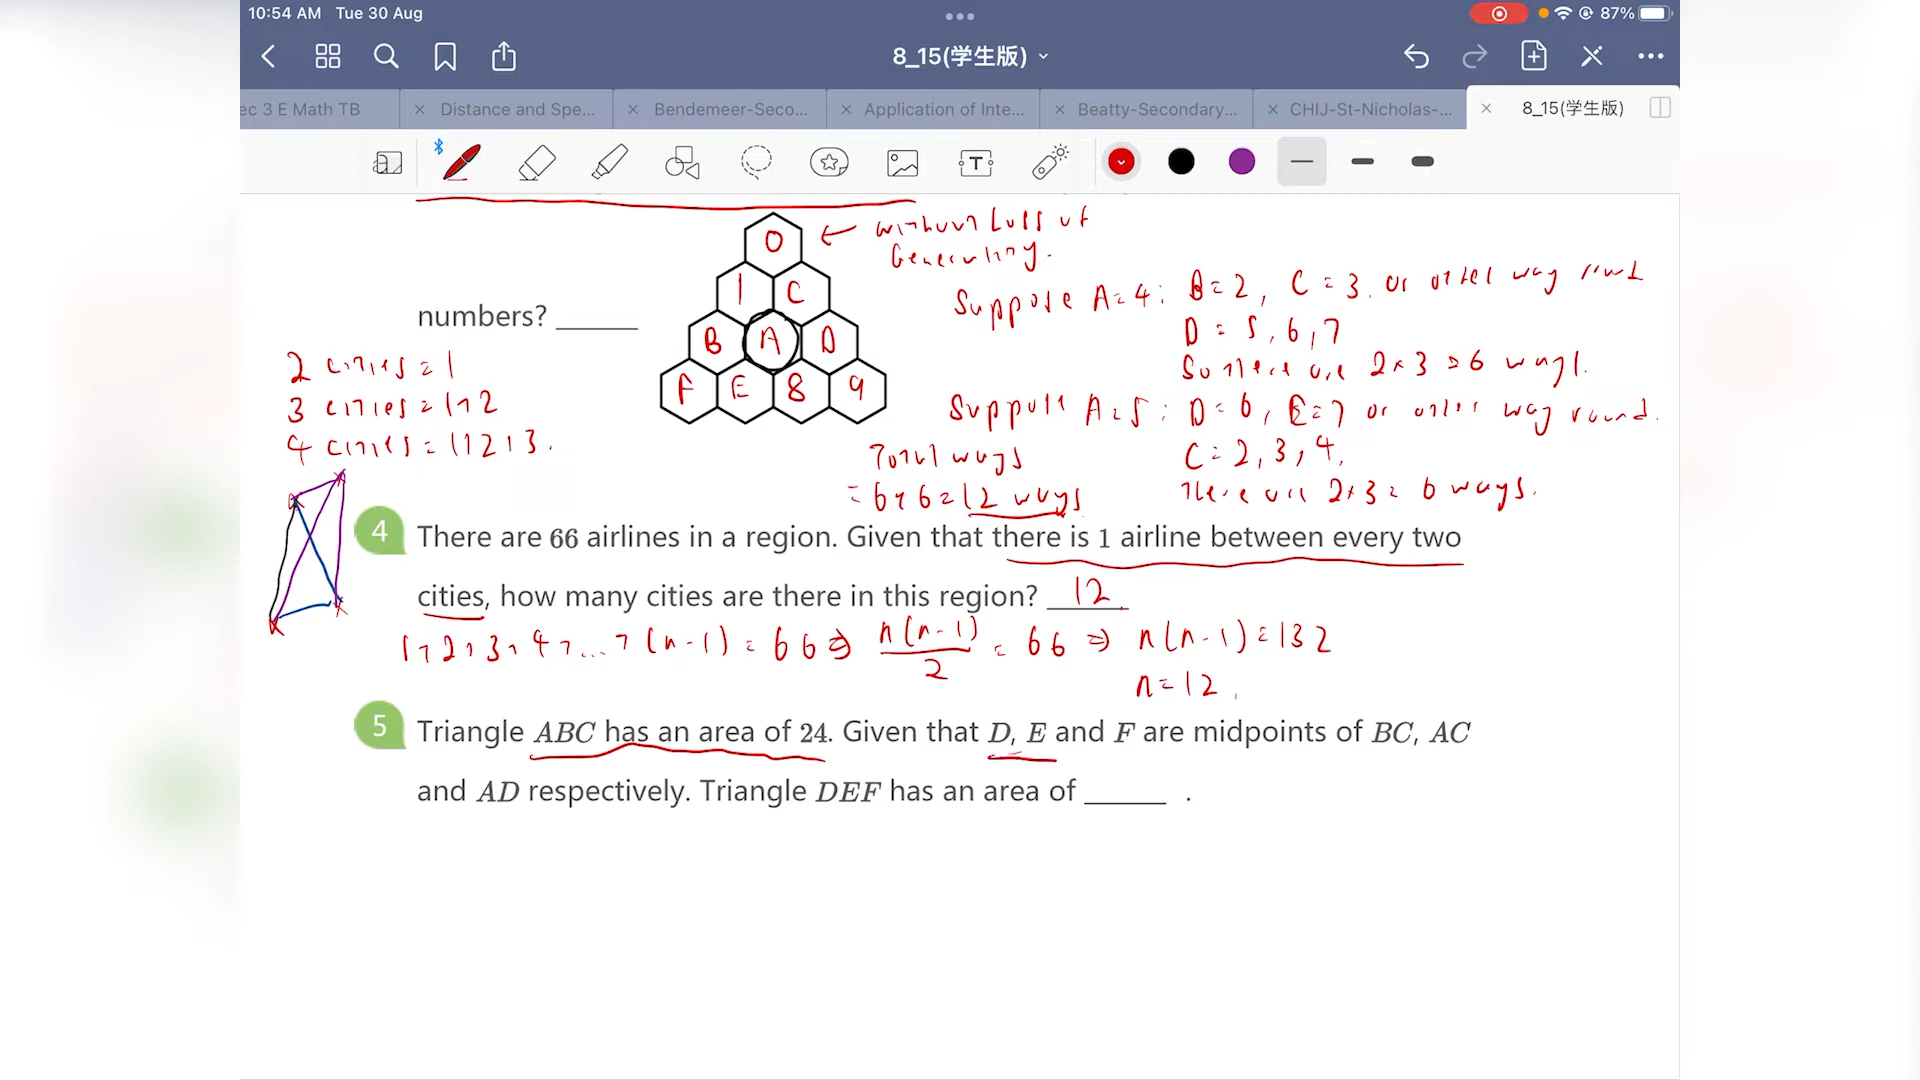 10:54 AM Tue 30 Aug
87%
8_15(学生版)
ec 3 E Math TB
Distance and Spe...
Bendemeer-Seco...
Application of Inte...
Beatty-Secondary...
CHIJ-St-Nicholas-...
8_15(学生版)
T
O
← without Loss of
Generality.
1 C
Suppose A=4: B=2, C=3. or other way round
numbers? ______
B A D
D = 5, 6, 7
2 cities = 1
So there are 2×3=6 ways.
3 cities = 1+2
F E 8 9
Suppose A=5: D=6, E=7 or other way round.
4 cities = 1+2+3.
Total ways
C=2, 3, 4.
=6+6=12 ways
There are 2×3=6 ways.
4 There are 66 airlines in a region. Given that there is 1 airline between every two
cities, how many cities are there in this region? 12.
1+2+3+4+...+(n-1)=66 ⇒ n(n-1)/2 = 66 ⇒ n(n-1)=132
n=12.
5 Triangle ABC has an area of 24. Given that D, E and F are midpoints of BC, AC
and AD respectively. Triangle DEF has an area of ______ .